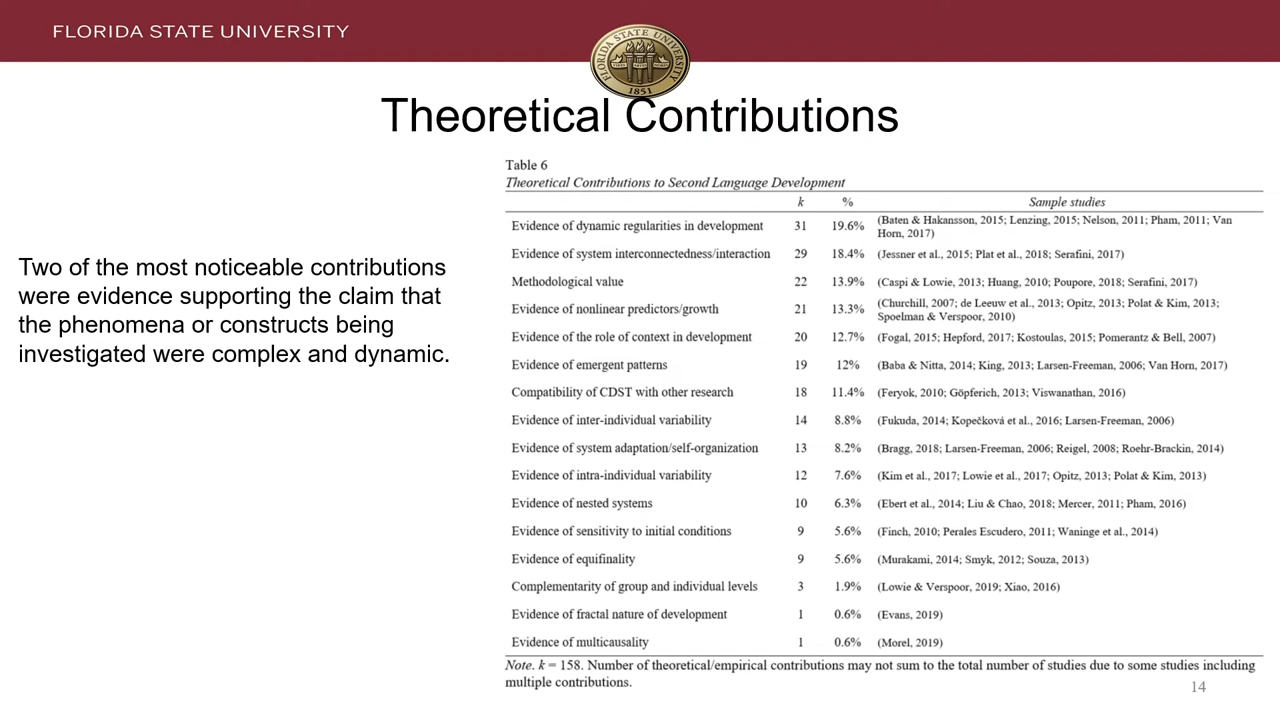 FLORIDA STATE UNIVERSITY
FLORIDA STATE UNIVERSITY
1851
Theoretical Contributions
Two of the most noticeable contributions
were evidence supporting the claim that
the phenomena or constructs being
investigated were complex and dynamic.
Table 6
Theoretical Contributions to Second Language Development
k % Sample studies
Evidence of dynamic regularities in development 31 19.6% (Baten & Hakansson, 2015; Lenzing, 2015; Nelson, 2011; Pham, 2011; Van
Horn, 2017)
Evidence of system interconnectedness/interaction 29 18.4% (Jessner et al., 2015; Plat et al., 2018; Serafini, 2017)
Methodological value 22 13.9% (Caspi & Lowie, 2013; Huang, 2010; Poupore, 2018; Serafini, 2017)
Evidence of nonlinear predictors/growth 21 13.3% (Churchill, 2007; de Leeuw et al., 2013; Opitz, 2013; Polat & Kim, 2013;
Spoelman & Verspoor, 2010)
Evidence of the role of context in development 20 12.7% (Fogal, 2015; Hepford, 2017; Kostoulas, 2015; Pomerantz & Bell, 2007)
Evidence of emergent patterns 19 12% (Baba & Nitta, 2014; King, 2013; Larsen-Freeman, 2006; Van Horn, 2017)
Compatibility of CDST with other research 18 11.4% (Feryok, 2010; Göpferich, 2013; Viswanathan, 2016)
Evidence of inter-individual variability 14 8.8% (Fukuda, 2014; Kopečková et al., 2016; Larsen-Freeman, 2006)
Evidence of system adaptation/self-organization 13 8.2% (Bragg, 2018; Larsen-Freeman, 2006; Reigel, 2008; Roehr-Brackin, 2014)
Evidence of intra-individual variability 12 7.6% (Kim et al., 2017; Lowie et al., 2017; Opitz, 2013; Polat & Kim, 2013)
Evidence of nested systems 10 6.3% (Ebert et al., 2014; Liu & Chao, 2018; Mercer, 2011; Pham, 2016)
Evidence of sensitivity to initial conditions 9 5.6% (Finch, 2010; Perales Escudero, 2011; Waninge et al., 2014)
Evidence of equifinality 9 5.6% (Murakami, 2014; Smyk, 2012; Souza, 2013)
Complementarity of group and individual levels 3 1.9% (Lowie & Verspoor, 2019; Xiao, 2016)
Evidence of fractal nature of development 1 0.6% (Evans, 2019)
Evidence of multicausality 1 0.6% (Morel, 2019)
Note. k = 158. Number of theoretical/empirical contributions may not sum to the total number of studies due to some studies including
multiple contributions.
14